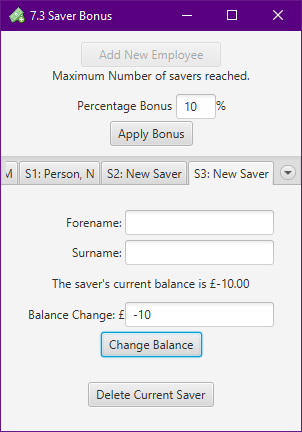 7.3 Saver Bonus
Add New Employee
Maximum Number of savers reached.
Percentage Bonus 10 %
Apply Bonus
M S1: Person, N S2: New Saver S3: New Saver
Forename:
Surname:
The saver's current balance is £-10.00
Balance Change: £ -10
Change Balance
Delete Current Saver